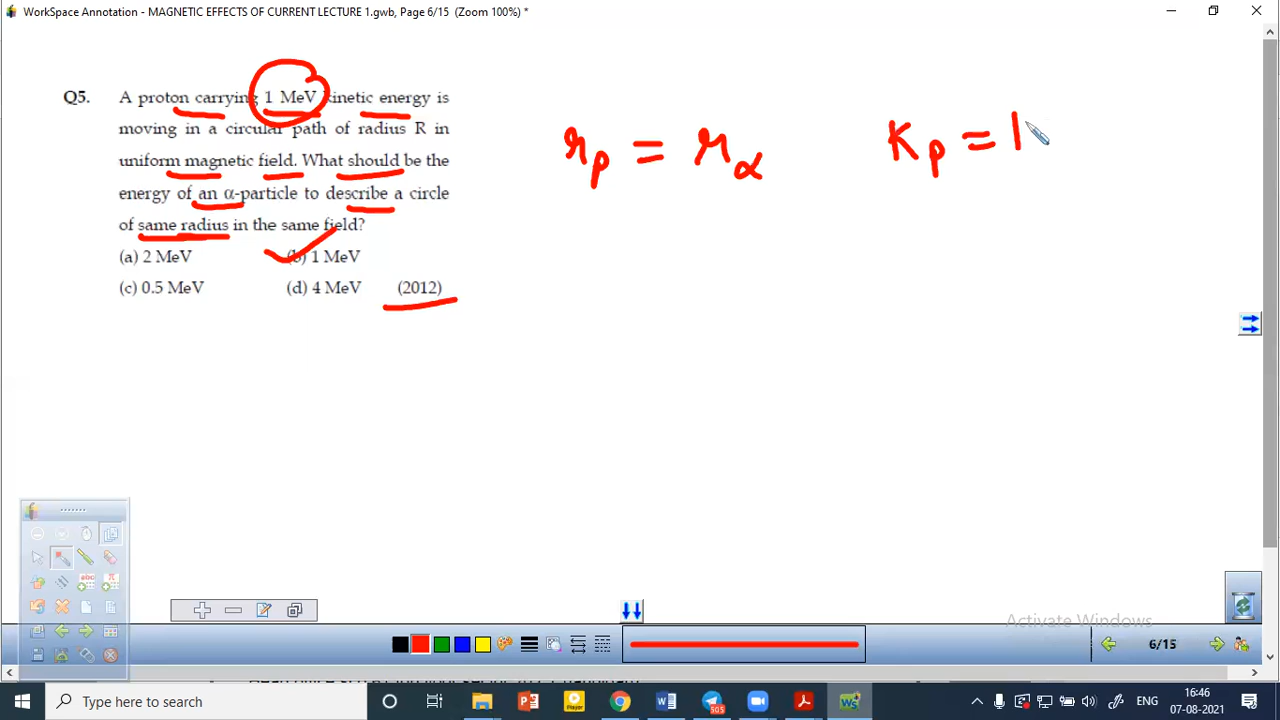 WorkSpace Annotation - MAGNETIC EFFECTS OF CURRENT LECTURE 1.gwb, Page 6/15 (Zoom 100%) *
Q5. A proton carrying 1 MeV kinetic energy is
moving in a circular path of radius R in
uniform magnetic field. What should be the
energy of an α-particle to describe a circle
of same radius in the same field?
(a) 2 MeV (b) 1 MeV
(c) 0.5 MeV (d) 4 MeV (2012)
r_p = r_α
K_p = 1
Activate Windows
6/15
Type here to search
ENG
16:46
07-08-2021